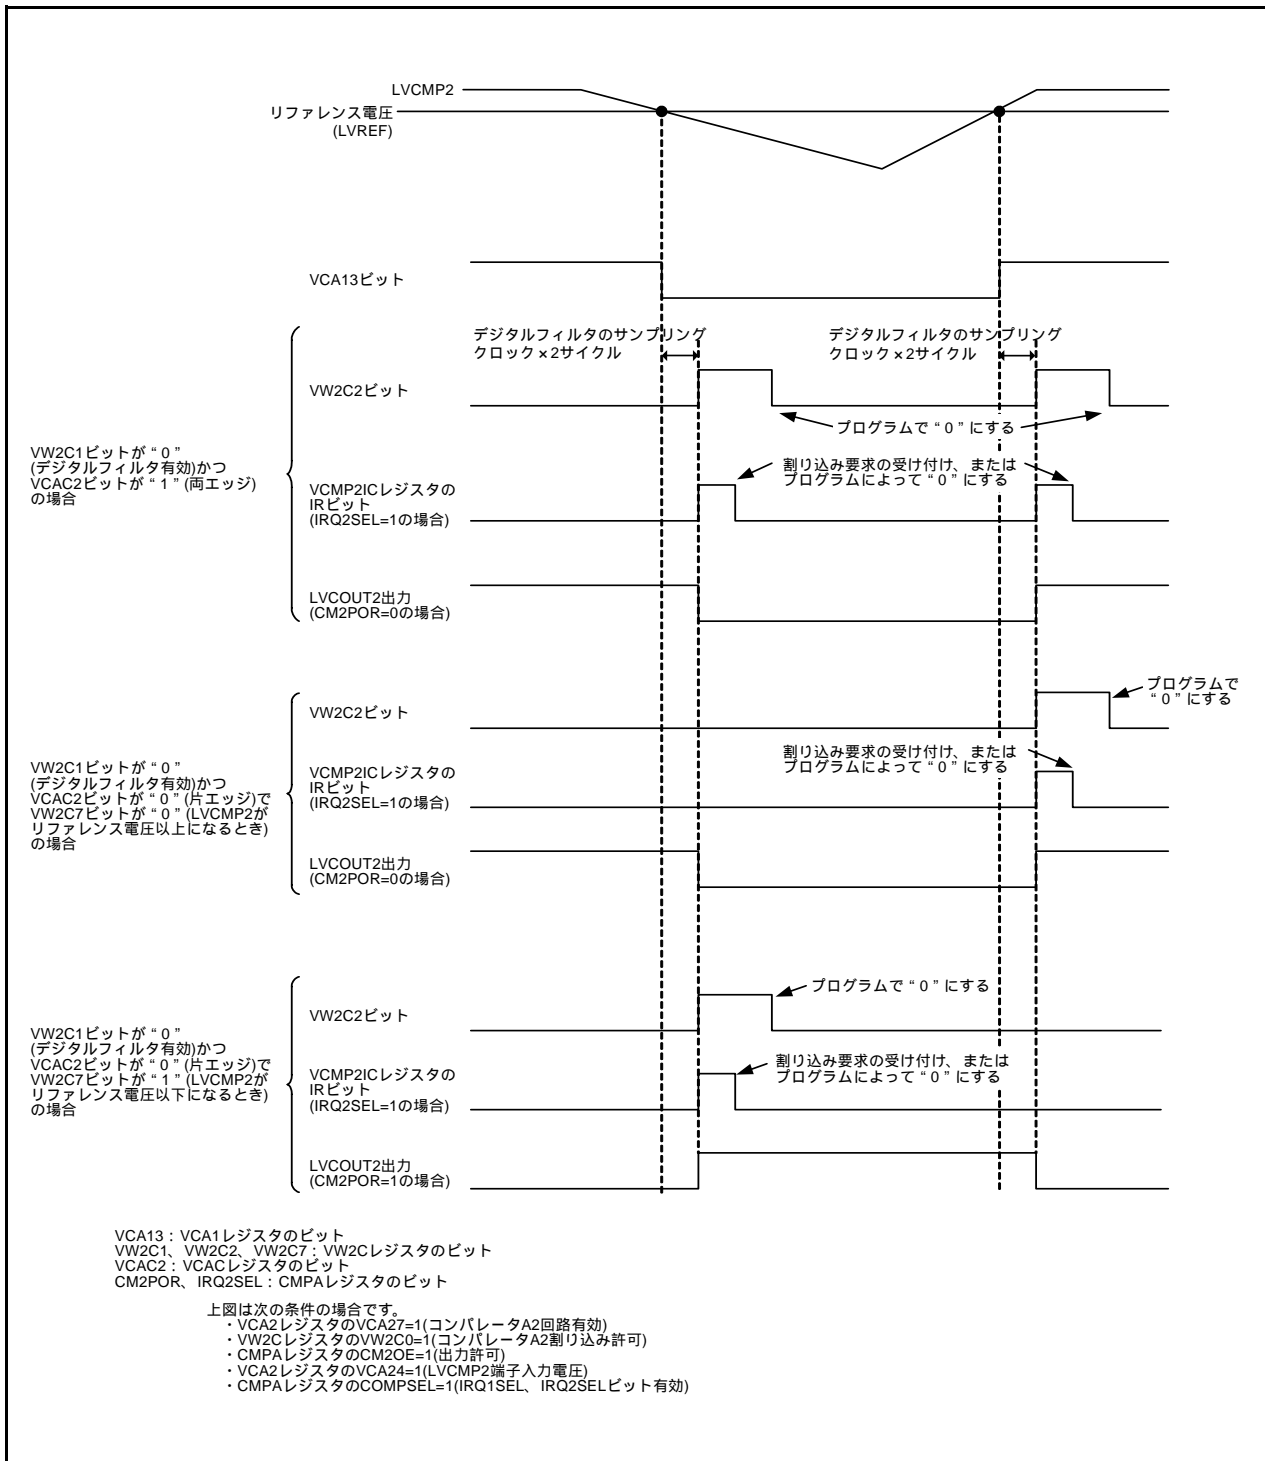 LVCMP2
リファレンス電圧
(LVREF)
VCA13ビット
デジタルフィルタのサンプリング
クロック×2サイクル
デジタルフィルタのサンプリング
クロック×2サイクル
VW2C2ビット
プログラムで“0”にする
VW2C1ビットが“0”
(デジタルフィルタ有効)かつ
VCAC2ビットが“1”(両エッジ)
の場合
割り込み要求の受け付け、または
プログラムによって“0”にする
VCMP2ICレジスタの
IRビット
(IRQ2SEL=1の場合)
LVCOUT2出力
(CM2POR=0の場合)
プログラムで
“0”にする
VW2C2ビット
割り込み要求の受け付け、または
プログラムによって“0”にする
VW2C1ビットが“0”
(デジタルフィルタ有効)かつ
VCAC2ビットが“0”(片エッジ)で
VW2C7ビットが“0”(LVCMP2が
リファレンス電圧以上になるとき)
の場合
VCMP2ICレジスタの
IRビット
(IRQ2SEL=1の場合)
LVCOUT2出力
(CM2POR=0の場合)
プログラムで“0”にする
VW2C2ビット
VW2C1ビットが“0”
(デジタルフィルタ有効)かつ
VCAC2ビットが“0”(片エッジ)で
VW2C7ビットが“1”(LVCMP2が
リファレンス電圧以下になるとき)
の場合
割り込み要求の受け付け、または
プログラムによって“0”にする
VCMP2ICレジスタの
IRビット
(IRQ2SEL=1の場合)
LVCOUT2出力
(CM2POR=1の場合)
VCA13：VCA1レジスタのビット
VW2C1、VW2C2、VW2C7：VW2Cレジスタのビット
VCAC2：VCACレジスタのビット
CM2POR、IRQ2SEL：CMPAレジスタのビット
上図は次の条件の場合です。
・VCA2レジスタのVCA27=1(コンパレータA2回路有効)
・VW2CレジスタのVW2C0=1(コンパレータA2割り込み許可)
・CMPAレジスタのCM2OE=1(出力許可)
・VCA2レジスタのVCA24=1(LVCMP2端子入力電圧)
・CMPAレジスタのCOMPSEL=1(IRQ1SEL、IRQ2SELビット有効)